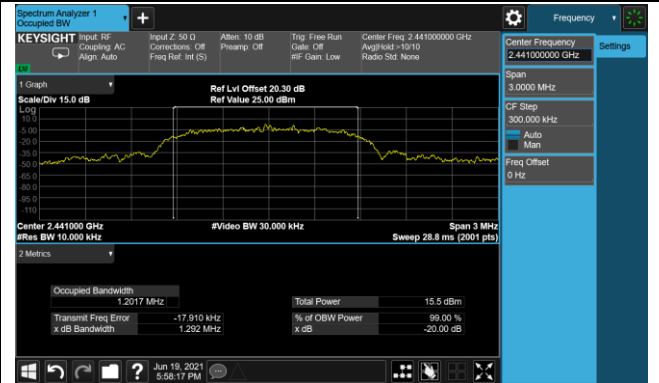 Spectrum Analyzer 1
Occupied BW
Frequency
KEYSIGHT
Input: RF
Coupling: AC
Align: Auto
Input Z: 50 Ω
Corrections: Off
Freq Ref: Int (S)
Atten: 10 dB
Preamp: Off
Trig: Free Run
Gate: Off
#IF Gain: Low
Center Freq: 2.441000000 GHz
Avg|Hold:>10/10
Radio Std: None
LXI
Center Frequency
2.441000000 GHz
Settings
Span
3.0000 MHz
CF Step
300.000 kHz
Auto
Man
Freq Offset
0 Hz
1 Graph
Scale/Div 15.0 dB
Ref Lvl Offset 20.30 dB
Ref Value 25.00 dBm
Log
10.0
-5.00
-20.0
-35.0
-50.0
-65.0
-80.0
-95.0
-110
Center 2.441000 GHz
#Res BW 10.000 kHz
#Video BW 30.000 kHz
Span 3 MHz
Sweep 28.8 ms (2001 pts)
2 Metrics
Occupied Bandwidth
1.2017 MHz
Total Power 15.5 dBm
Transmit Freq Error -17.910 kHz
% of OBW Power 99.00 %
x dB Bandwidth 1.292 MHz
x dB -20.00 dB
Jun 19, 2021
5:58:17 PM